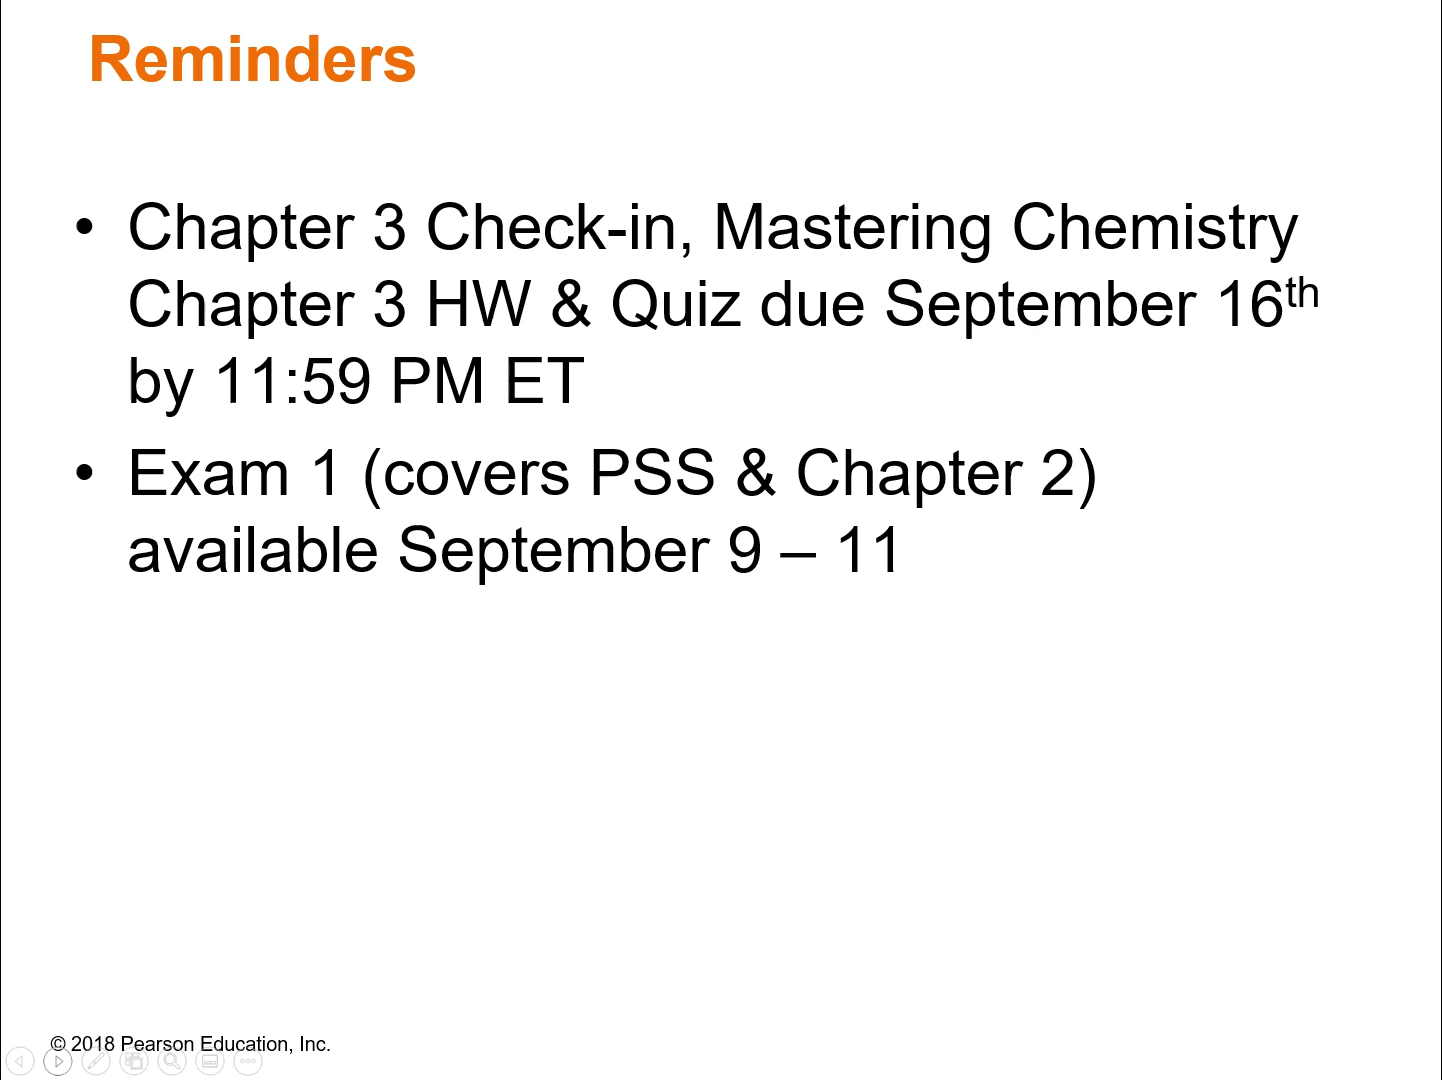 Reminders
• Chapter 3 Check-in, Mastering Chemistry
Chapter 3 HW & Quiz due September 16th
by 11:59 PM ET
• Exam 1 (covers PSS & Chapter 2)
available September 9 – 11
© 2018 Pearson Education, Inc.